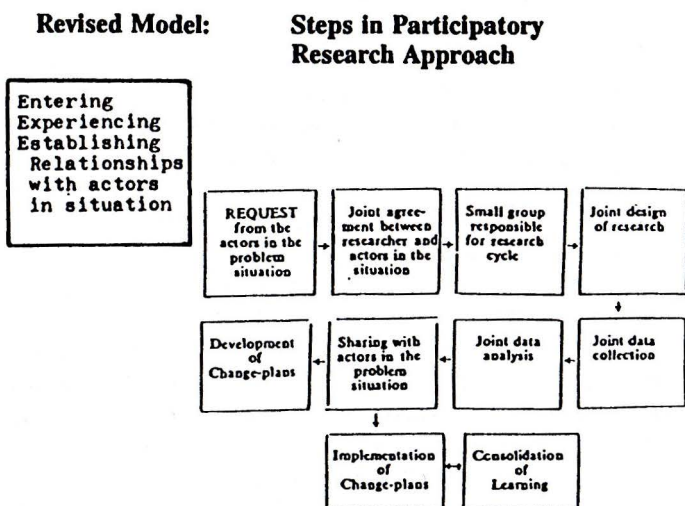 Revised Model:
Steps in Participatory
Research Approach
Entering
Experiencing
Establishing
Relationships
with actors
in situation
REQUEST
from the
actors in the
problem
situation
Joint agree-
ment between
researcher and
actors in the
situation
Small group
responsible
for research
cycle
Joint design
of research
Development
of
Change-plans
Sharing with
actors in the
problem
situation
Joint data
analysis
Joint data
collection
Implementation
of
Change-plans
Consolidation
of
Learning